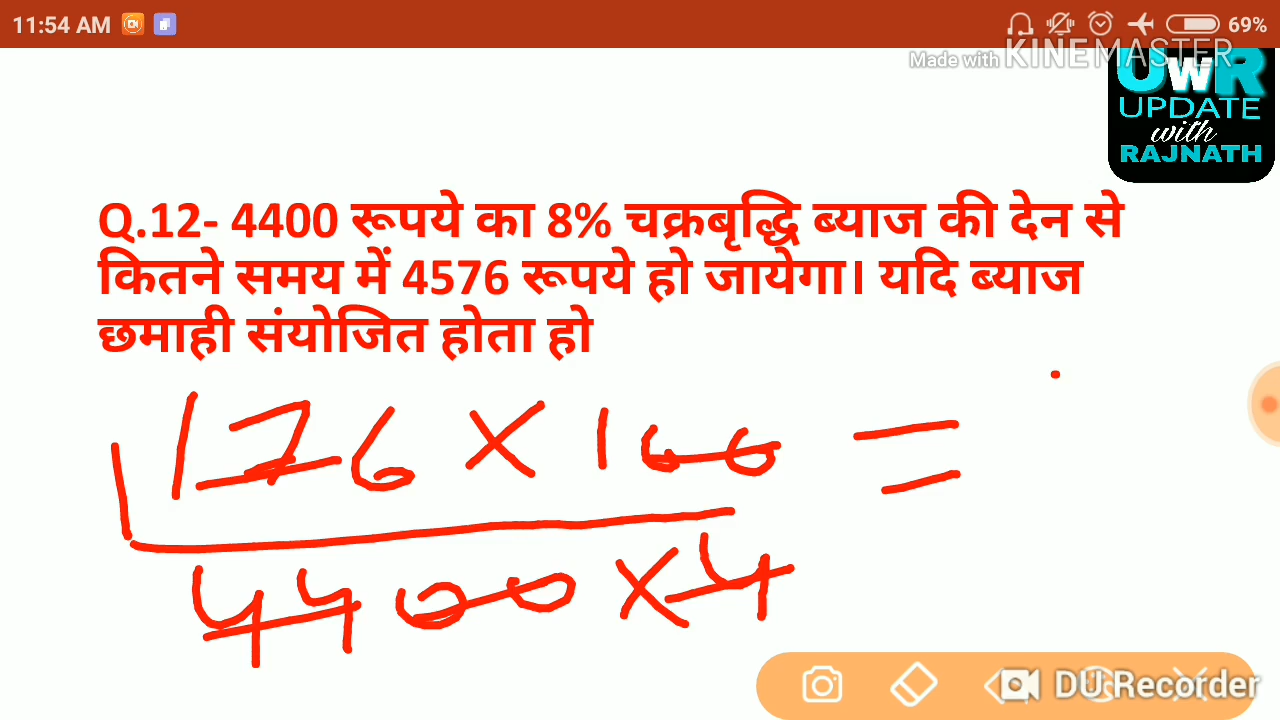 11:54 AM
69%
Made with KINEMASTER
UwR
UPDATE
with
RAJNATH
Q.12- 4400 रूपये का 8% चक्रबृद्धि ब्याज की देन से
कितने समय में 4576 रूपये हो जायेगा। यदि ब्याज
छमाही संयोजित होता हो
176 × 100 =
4400 × 4
DU Recorder